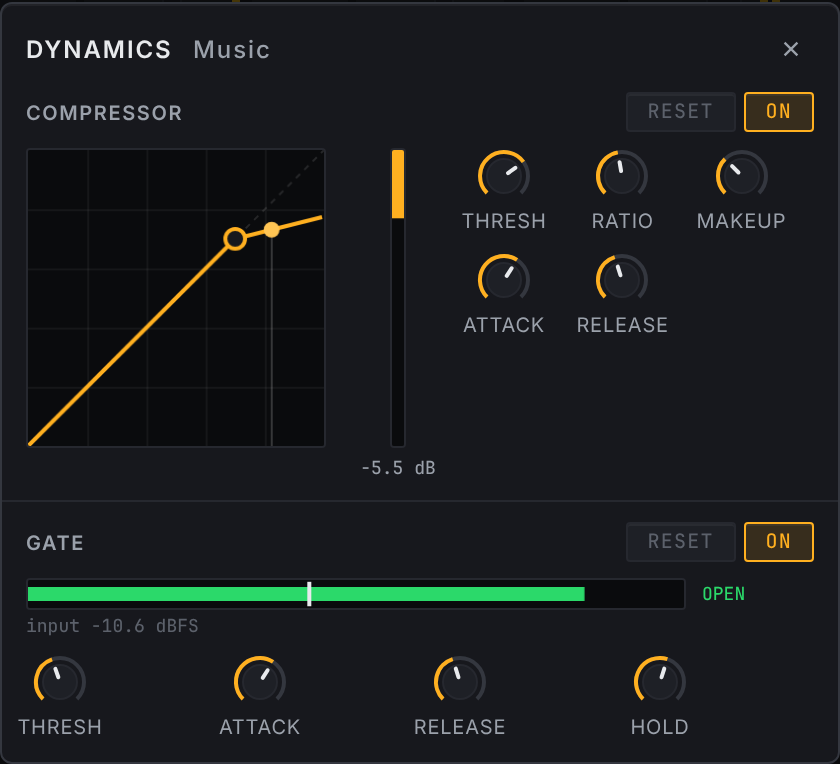 DYNAMICS Music ×
COMPRESSOR RESET ON
THRESH RATIO MAKEUP
ATTACK RELEASE
-5.5 dB
GATE RESET ON
OPEN
input -10.6 dBFS
THRESH ATTACK RELEASE HOLD